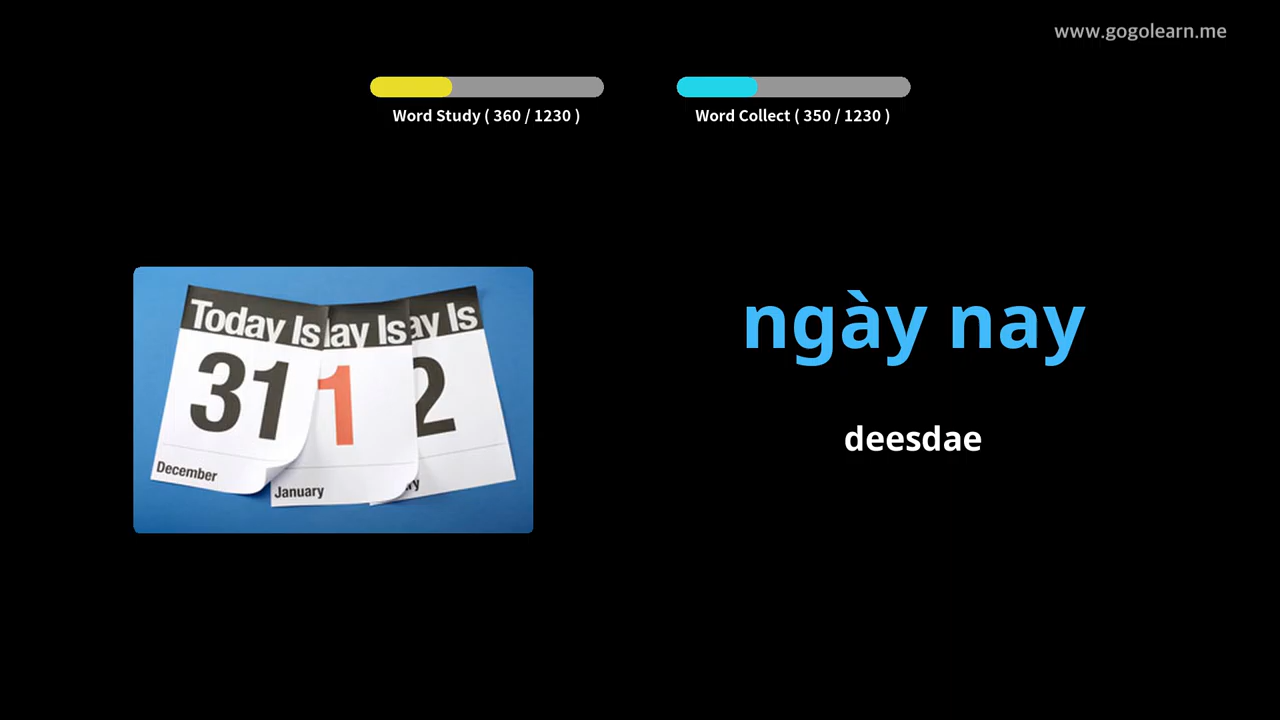 www.gogolearn.me
Word Study ( 360 / 1230 )
Word Collect ( 350 / 1230 )
Today Is
31
December
ay Is
1
January
ay Is
2
ry
ngày nay
deesdae